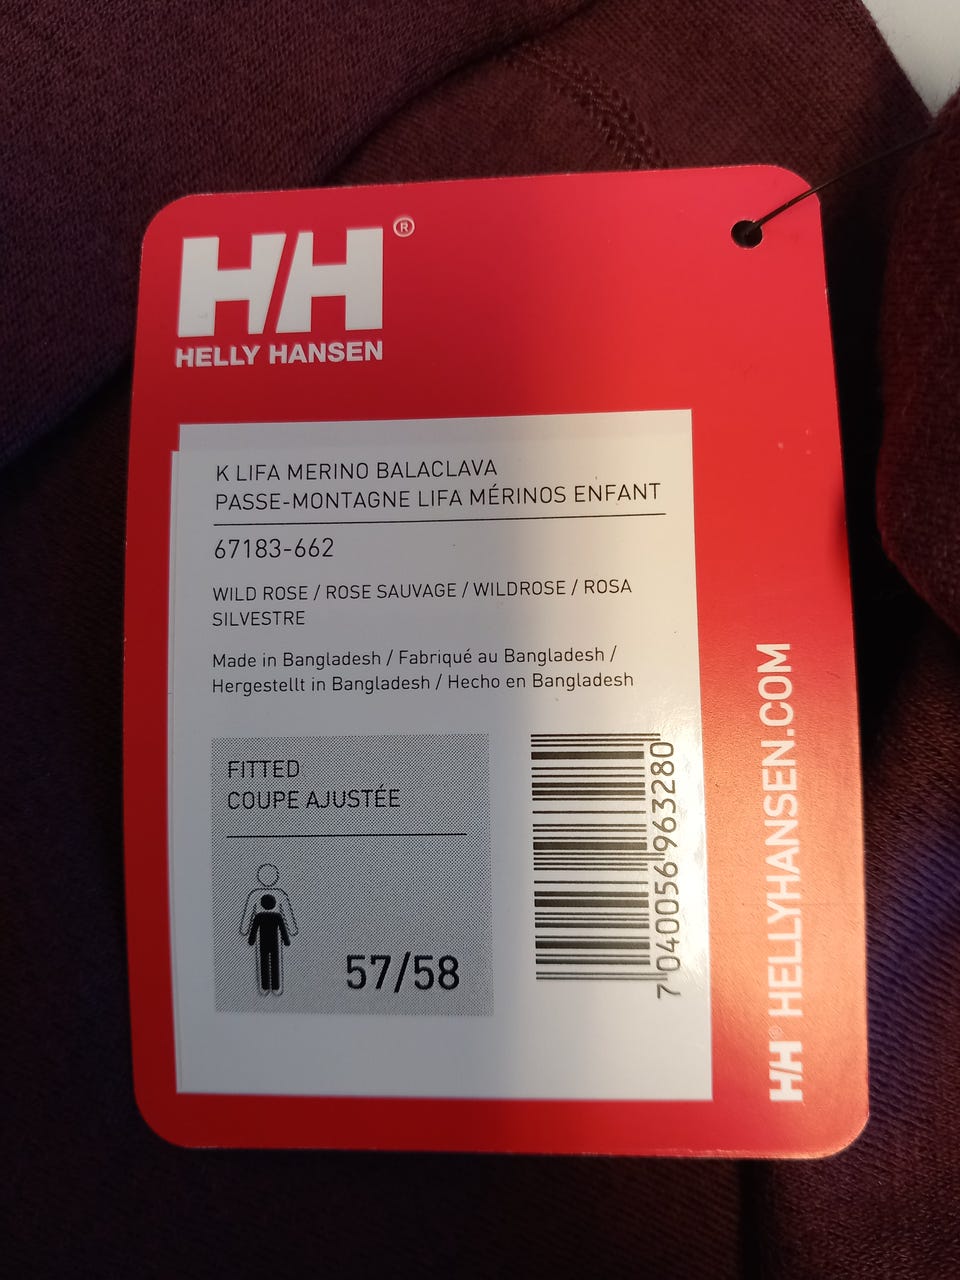 HH®
HELLY HANSEN
K LIFA MERINO BALACLAVA
PASSE-MONTAGNE LIFA MÉRINOS ENFANT
67183-662
WILD ROSE / ROSE SAUVAGE / WILDROSE / ROSA
SILVESTRE
Made in Bangladesh / Fabriqué au Bangladesh /
Hergestellt in Bangladesh / Hecho en Bangladesh
FITTED
COUPE AJUSTÉE
57/58
7 040056 963280
HH® HELLYHANSEN.COM